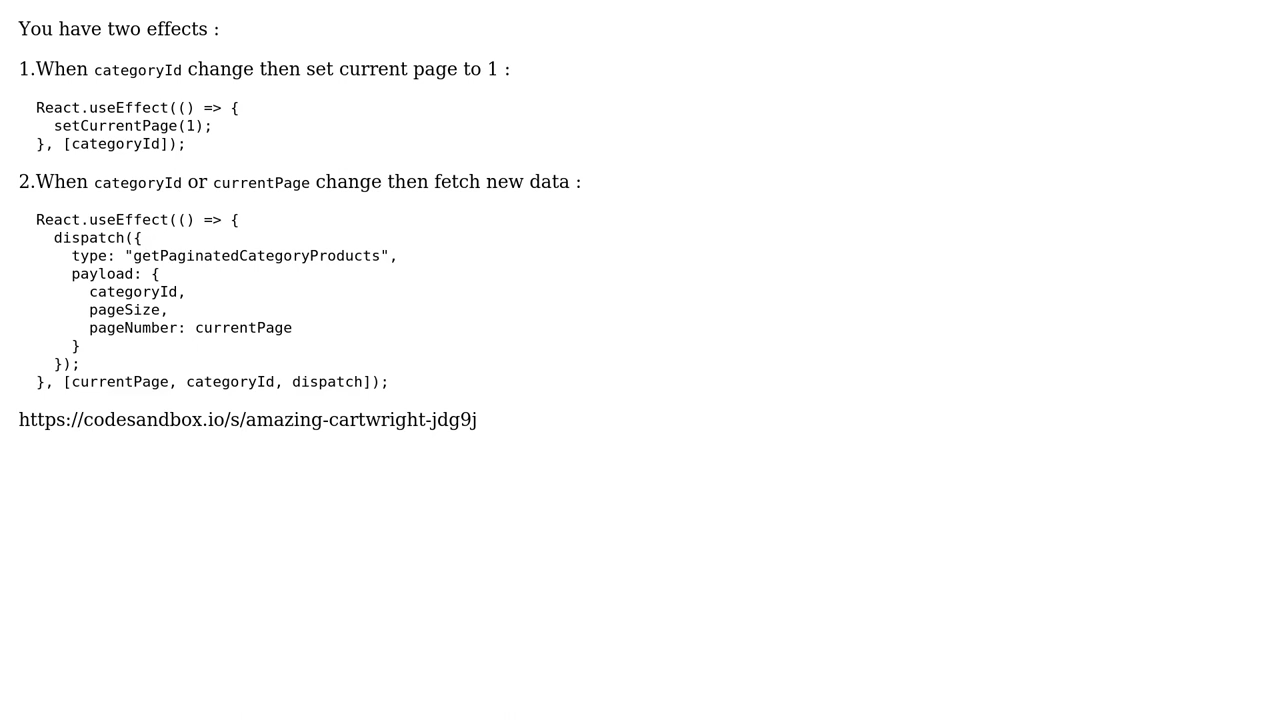 You have two effects :
1.When categoryId change then set current page to 1 :
React.useEffect(() => {
setCurrentPage(1);
}, [categoryId]);
2.When categoryId or currentPage change then fetch new data :
React.useEffect(() => {
dispatch({
type: "getPaginatedCategoryProducts",
payload: {
categoryId,
pageSize,
pageNumber: currentPage
}
});
}, [currentPage, categoryId, dispatch]);
https://codesandbox.io/s/amazing-cartwright-jdg9j